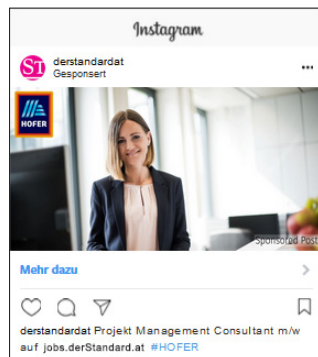 Instagram
ST
derstandardat
Gesponsert
HOFER
Sponsored Post
Mehr dazu
derstandardat Projekt Management Consultant m/w
auf jobs.derStandard.at #HOFER